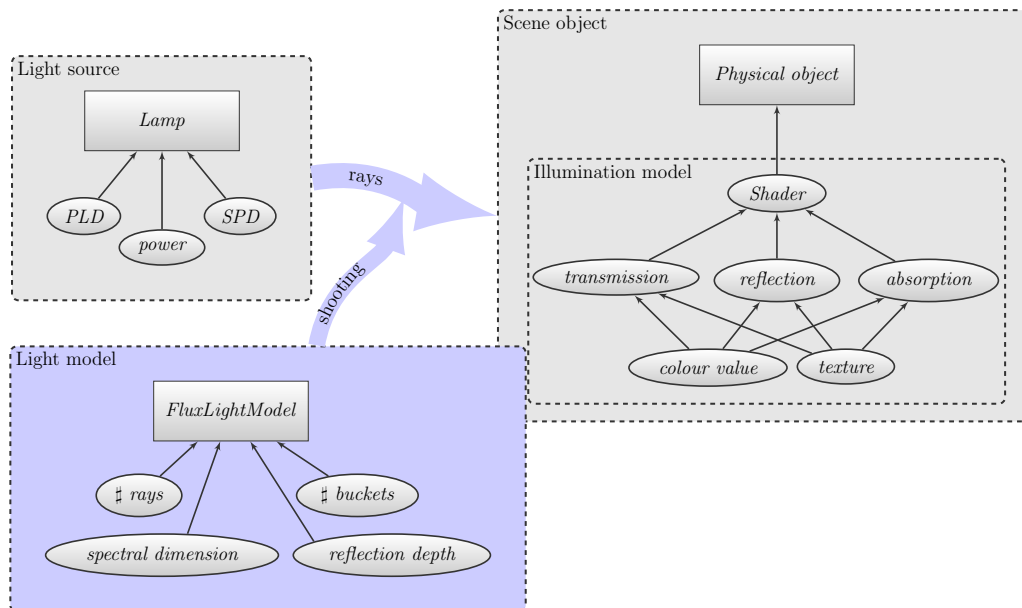 Scene object
Physical object
Light source
Lamp
PLD
SPD
power
rays
shooting
Illumination model
Shader
transmission
reflection
absorption
colour value
texture
Light model
FluxLightModel
♯ rays
♯ buckets
spectral dimension
reflection depth